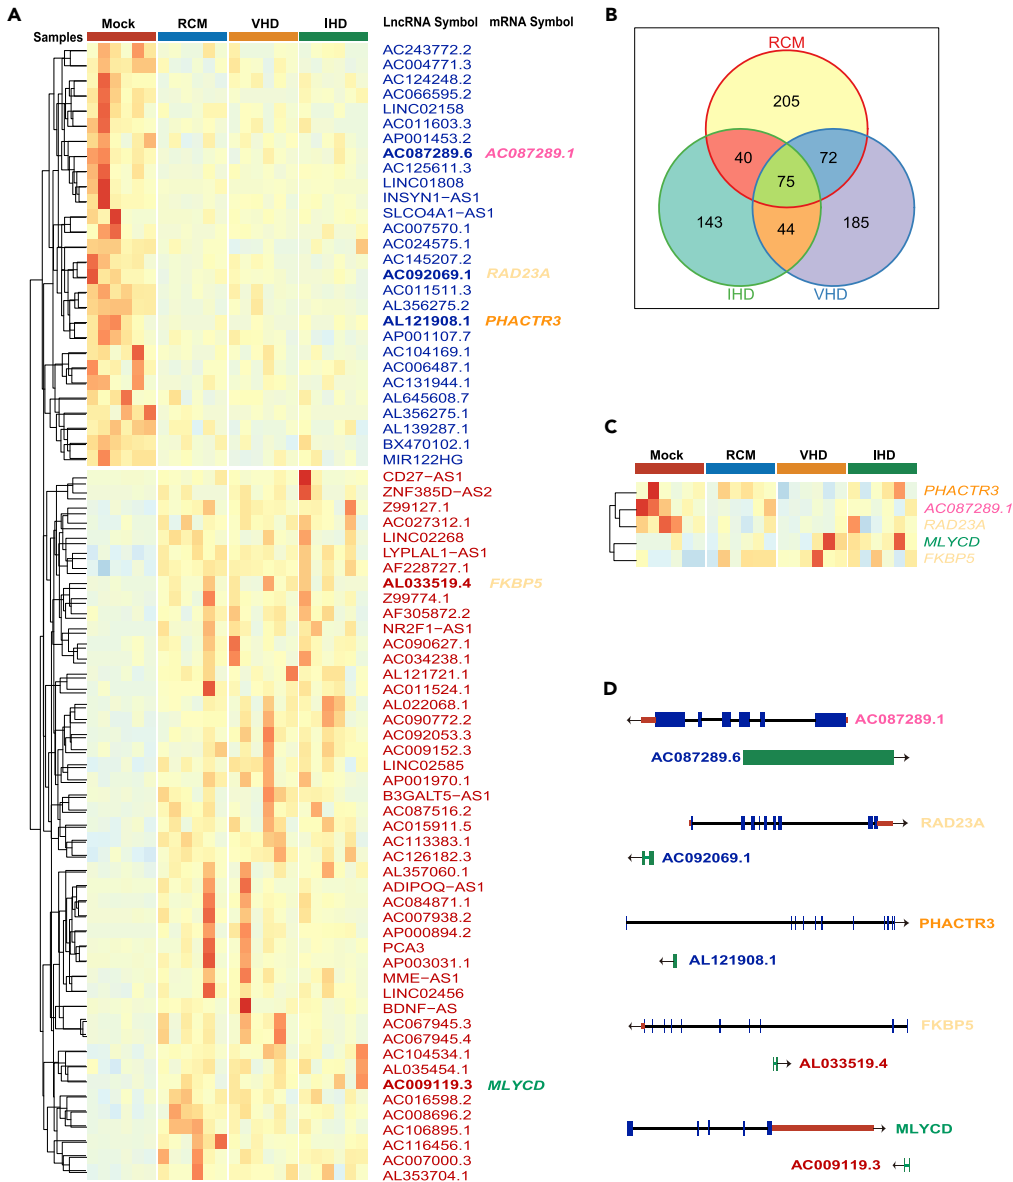 A
Samples
Mock
RCM
VHD
IHD
LncRNA Symbol
mRNA Symbol
AC243772.2
AC004771.3
AC124248.2
AC066595.2
LINC02158
AC011603.3
AP001453.2
AC087289.6 AC087289.1
AC125611.3
LINC01808
INSYN1−AS1
SLCO4A1−AS1
AC007570.1
AC024575.1
AC145207.2
AC092069.1 RAD23A
AC011511.3
AL356275.2
AL121908.1 PHACTR3
AP001107.7
AC104169.1
AC006487.1
AC131944.1
AL645608.7
AL356275.1
AL139287.1
BX470102.1
MIR122HG
CD27−AS1
ZNF385D−AS2
Z99127.1
AC027312.1
LINC02268
LYPLAL1−AS1
AF228727.1
AL033519.4 FKBP5
Z99774.1
AF305872.2
NR2F1−AS1
AC090627.1
AC034238.1
AL121721.1
AC011524.1
AL022068.1
AC090772.2
AC092053.3
AC009152.3
LINC02585
AP001970.1
B3GALT5−AS1
AC087516.2
AC015911.5
AC113383.1
AC126182.3
AL357060.1
ADIPOQ−AS1
AC084871.1
AC007938.2
AP000894.2
PCA3
AP003031.1
MME−AS1
LINC02456
BDNF−AS
AC067945.3
AC067945.4
AC104534.1
AL035454.1
AC009119.3 MLYCD
AC016598.2
AC008696.2
AC106895.1
AC116456.1
AC007000.3
AL353704.1
B
RCM
205
40
72
75
143
44
185
IHD
VHD
C
Mock
RCM
VHD
IHD
PHACTR3
AC087289.1
RAD23A
MLYCD
FKBP5
D
AC087289.1
AC087289.6
RAD23A
AC092069.1
PHACTR3
AL121908.1
FKBP5
AL033519.4
MLYCD
AC009119.3